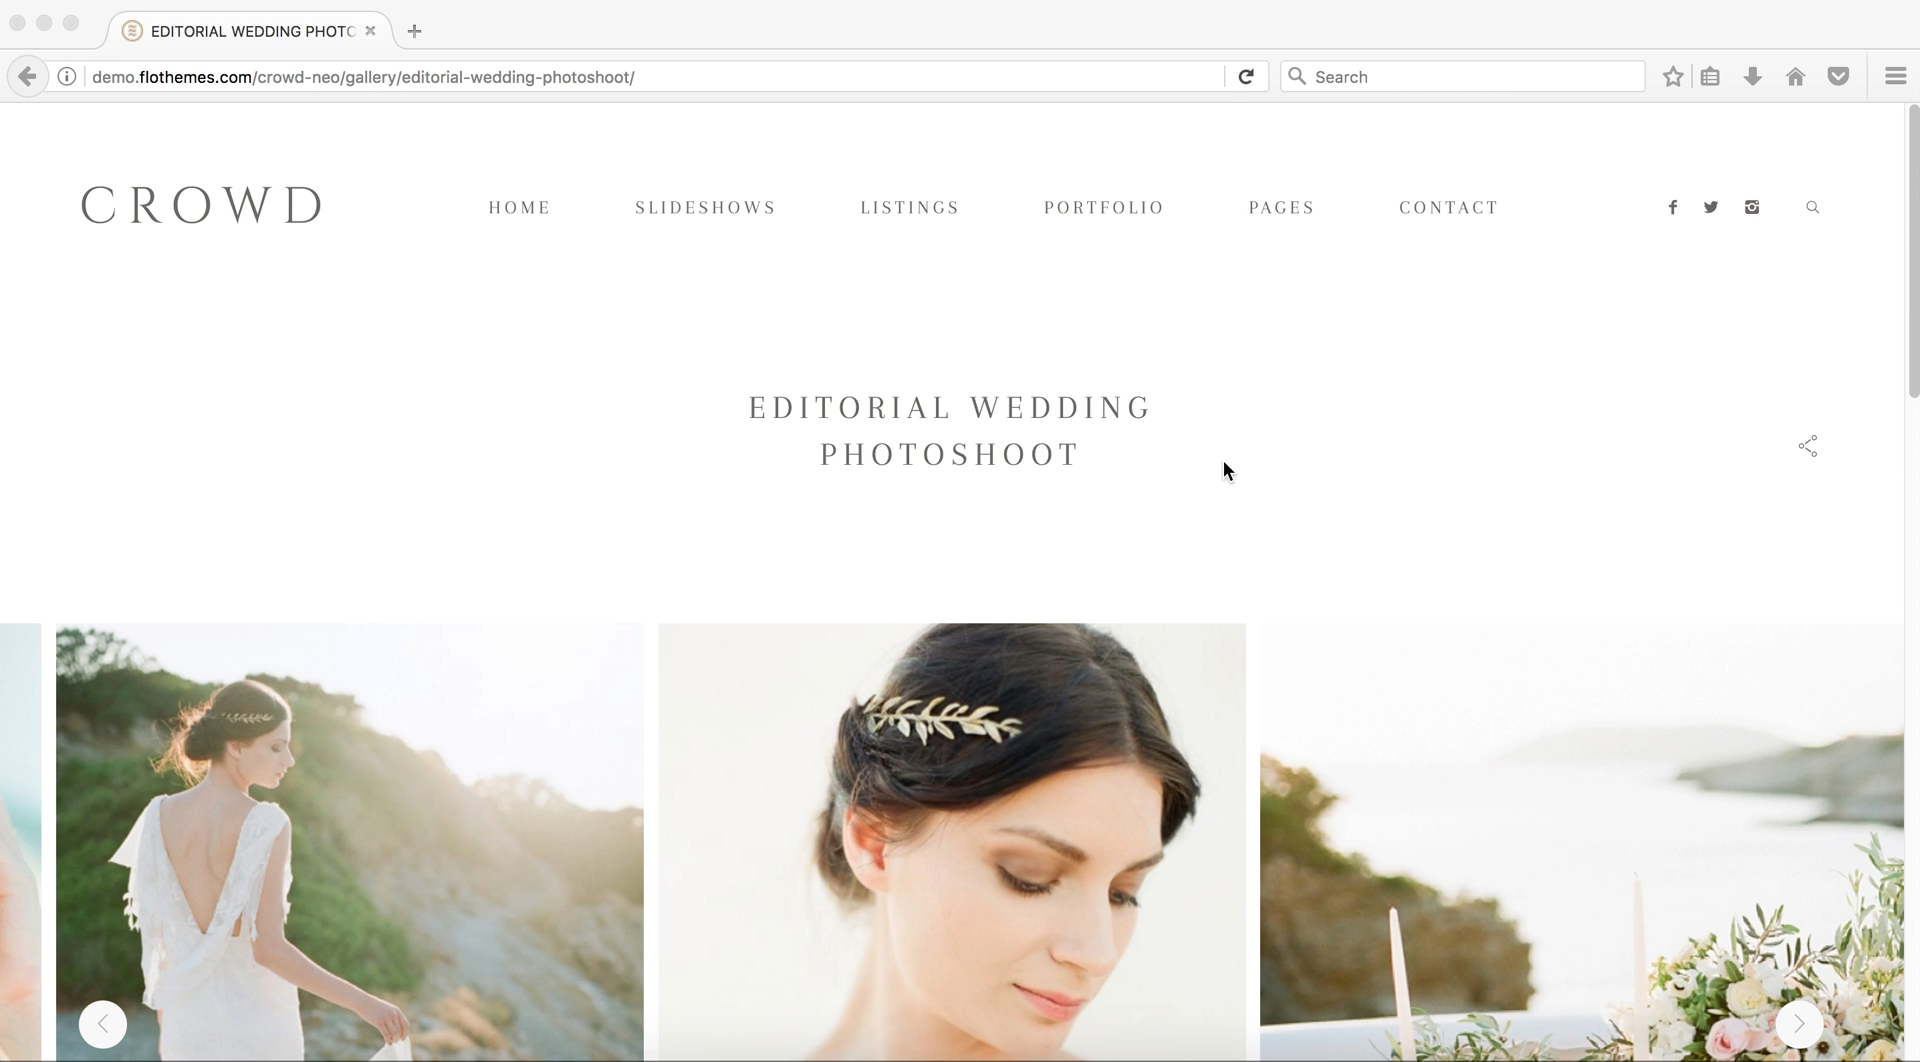 EDITORIAL WEDDING PHOTO
demo.flothemes.com/crowd-neo/gallery/editorial-wedding-photoshoot/
Search
CROWD
HOME
SLIDESHOWS
LISTINGS
PORTFOLIO
PAGES
CONTACT
EDITORIAL WEDDING
PHOTOSHOOT